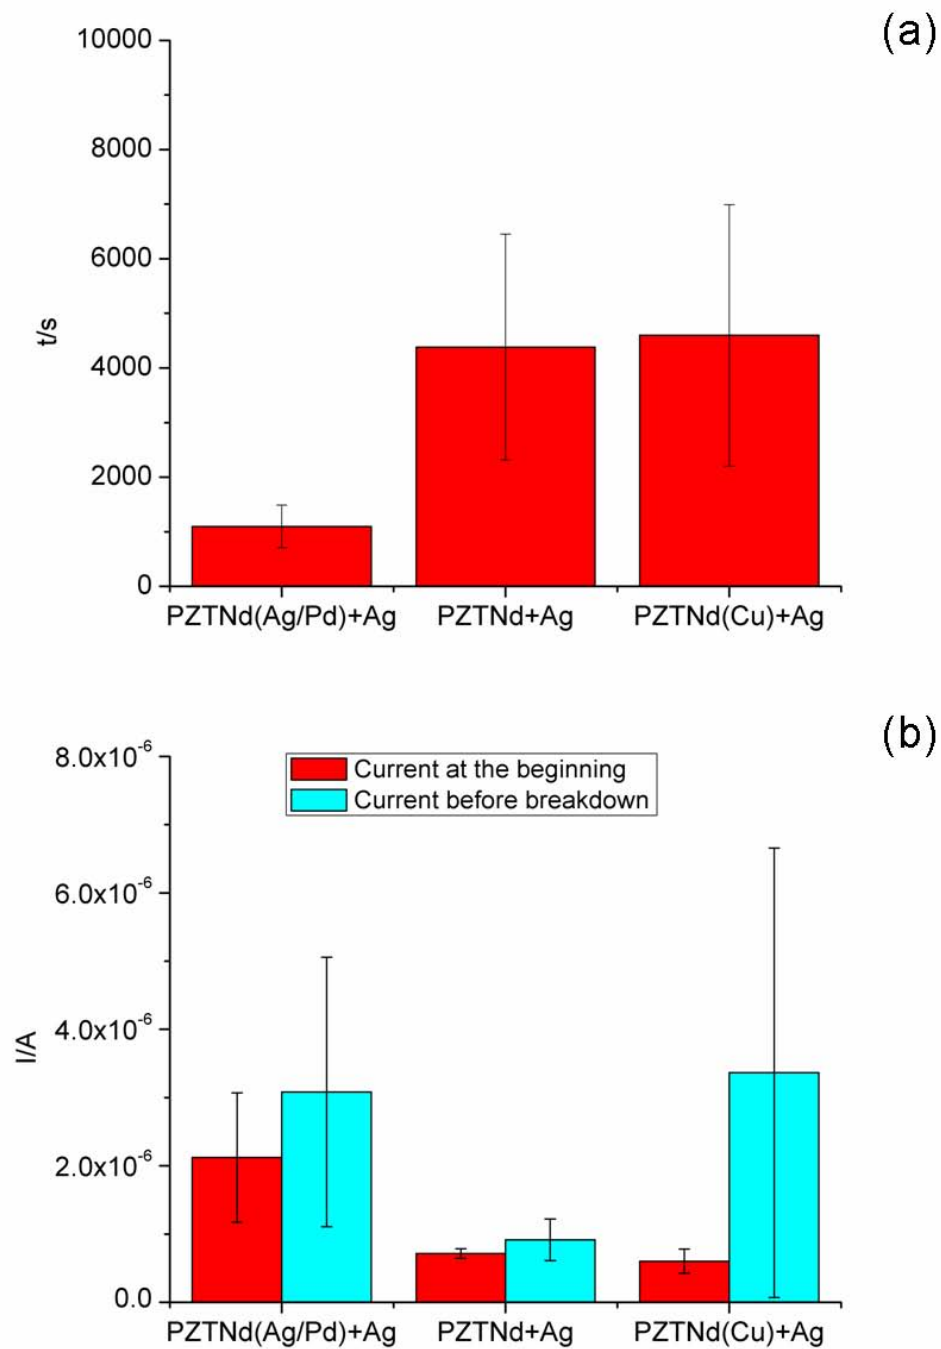 (a)
10000
8000
6000
4000
2000
0
t/s
PZTNd(Ag/Pd)+Ag PZTNd+Ag PZTNd(Cu)+Ag
(b)
8.0x10⁻⁶
6.0x10⁻⁶
4.0x10⁻⁶
2.0x10⁻⁶
0.0
I/A
Current at the beginning
Current before breakdown
PZTNd(Ag/Pd)+Ag PZTNd+Ag PZTNd(Cu)+Ag